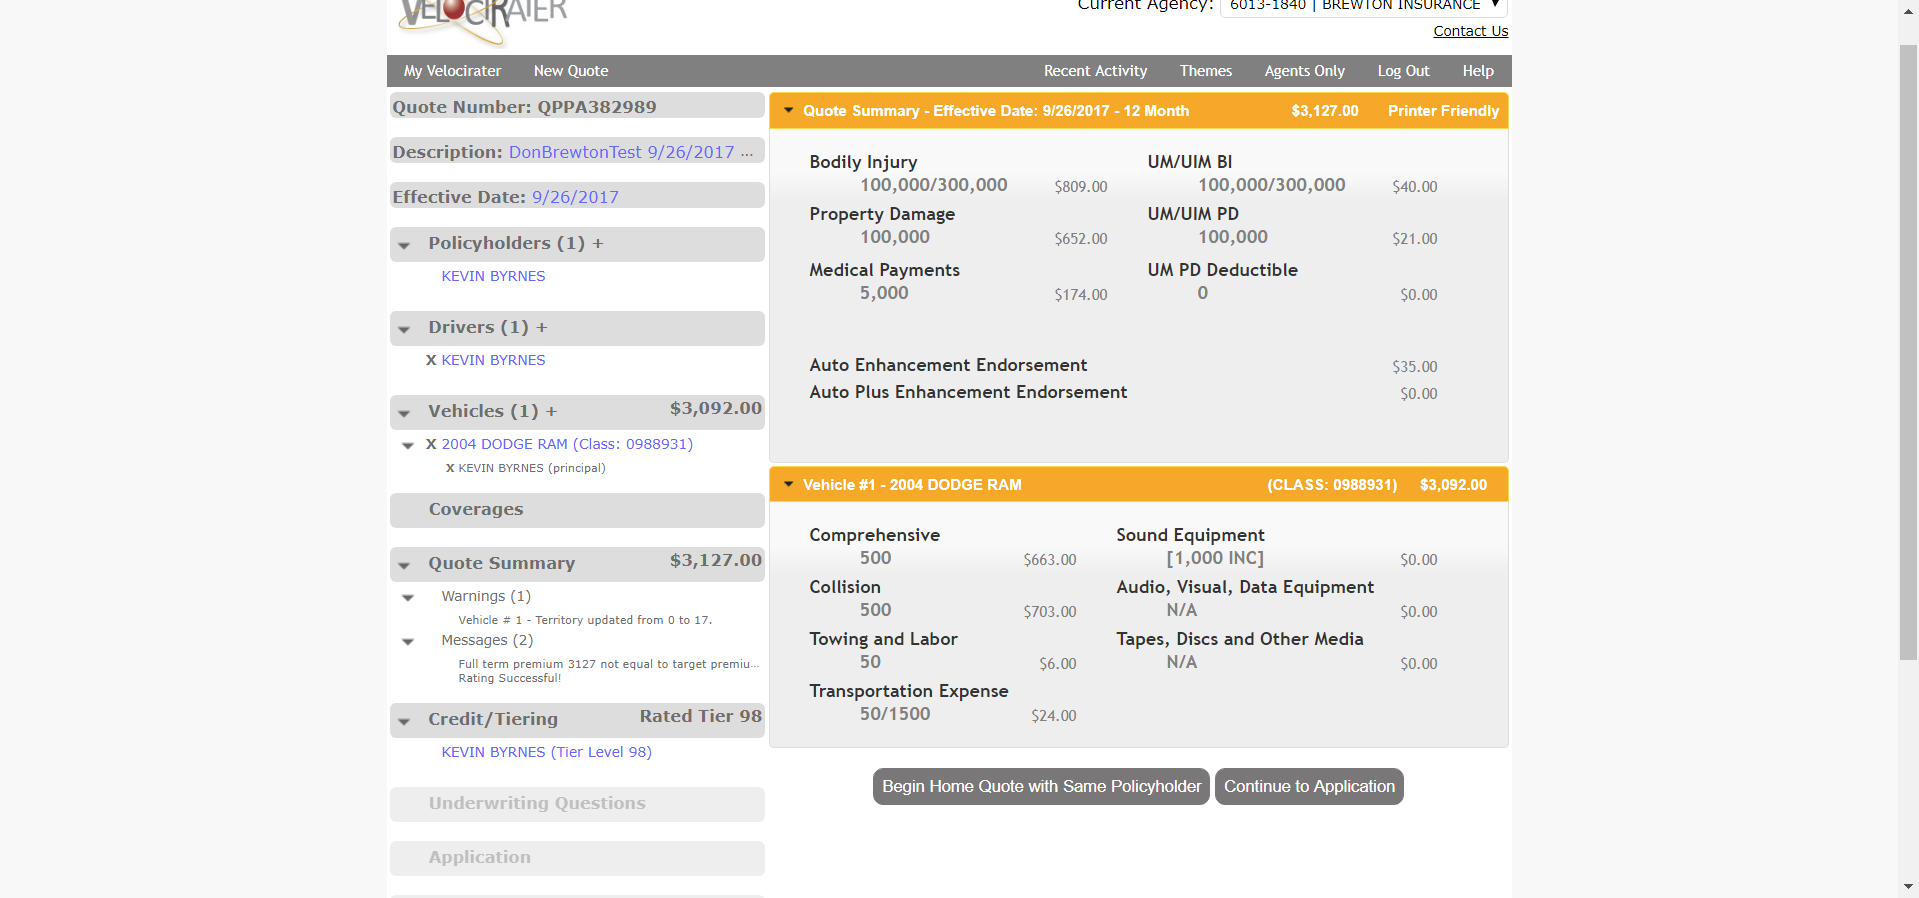 VELOCIRATER
Current Agency: 6013-1840 | BREWTON INSURANCE
Contact Us
My Velocirater New Quote Recent Activity Themes Agents Only Log Out Help
Quote Number: QPPA382989
Description: DonBrewtonTest 9/26/2017 ...
Effective Date: 9/26/2017
Policyholders (1) +
KEVIN BYRNES
Drivers (1) +
X KEVIN BYRNES
Vehicles (1) + $3,092.00
X 2004 DODGE RAM (Class: 0988931)
X KEVIN BYRNES (principal)
Coverages
Quote Summary $3,127.00
Warnings (1)
Vehicle # 1 - Territory updated from 0 to 17.
Messages (2)
Full term premium 3127 not equal to target premiu...
Rating Successful!
Credit/Tiering Rated Tier 98
KEVIN BYRNES (Tier Level 98)
Underwriting Questions
Application
Quote Summary - Effective Date: 9/26/2017 - 12 Month $3,127.00 Printer Friendly
Bodily Injury UM/UIM BI
100,000/300,000 $809.00 100,000/300,000 $40.00
Property Damage UM/UIM PD
100,000 $652.00 100,000 $21.00
Medical Payments UM PD Deductible
5,000 $174.00 0 $0.00
Auto Enhancement Endorsement $35.00
Auto Plus Enhancement Endorsement $0.00
Vehicle #1 - 2004 DODGE RAM (CLASS: 0988931) $3,092.00
Comprehensive Sound Equipment
500 $663.00 [1,000 INC] $0.00
Collision Audio, Visual, Data Equipment
500 $703.00 N/A $0.00
Towing and Labor Tapes, Discs and Other Media
50 $6.00 N/A $0.00
Transportation Expense
50/1500 $24.00
Begin Home Quote with Same Policyholder Continue to Application